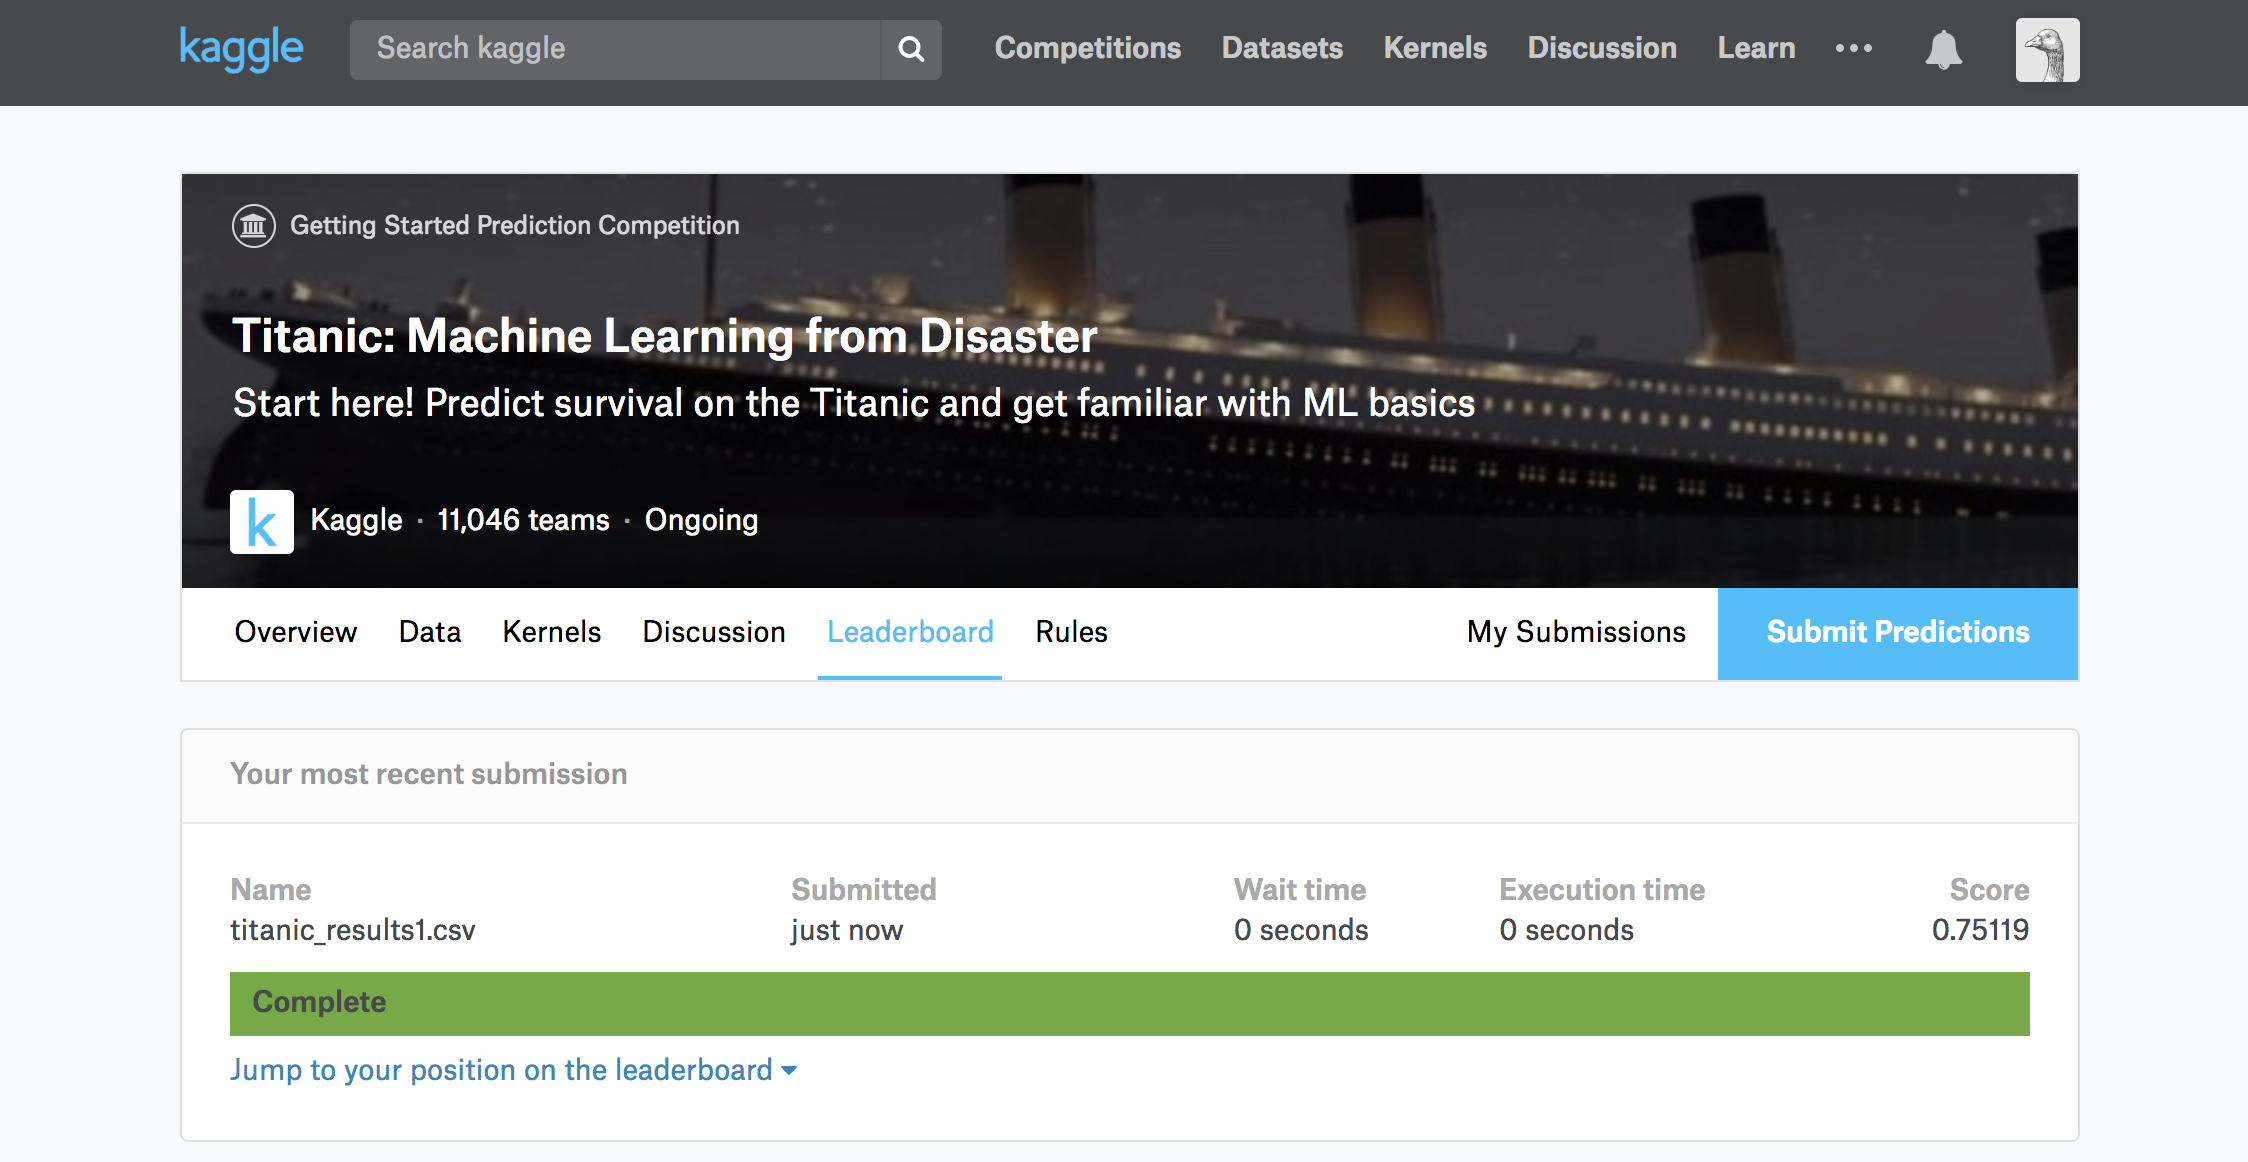 kaggle Search kaggle Competitions Datasets Kernels Discussion Learn
Getting Started Prediction Competition
Titanic: Machine Learning from Disaster
Start here! Predict survival on the Titanic and get familiar with ML basics
k Kaggle · 11,046 teams · Ongoing
Overview Data Kernels Discussion Leaderboard Rules My Submissions Submit Predictions
Your most recent submission
Name Submitted Wait time Execution time Score
titanic_results1.csv just now 0 seconds 0 seconds 0.75119
Complete
Jump to your position on the leaderboard